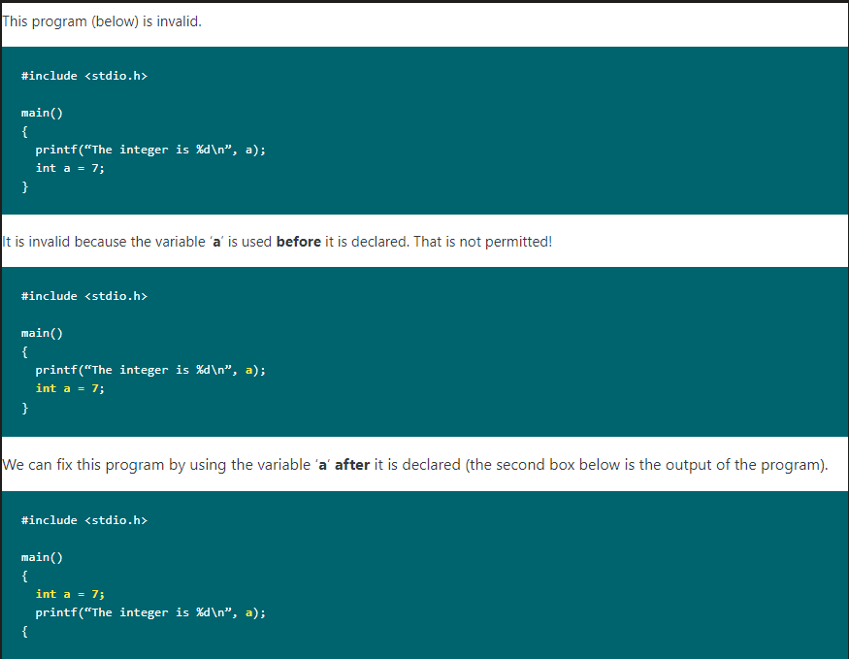 This program (below) is invalid.
#include <stdio.h>
main()
{
printf(“The integer is %d\n”, a);
int a = 7;
}
It is invalid because the variable ‘a’ is used before it is declared. That is not permitted!
#include <stdio.h>
main()
{
printf(“The integer is %d\n”, a);
int a = 7;
}
We can fix this program by using the variable ‘a’ after it is declared (the second box below is the output of the program).
#include <stdio.h>
main()
{
int a = 7;
printf(“The integer is %d\n”, a);
{